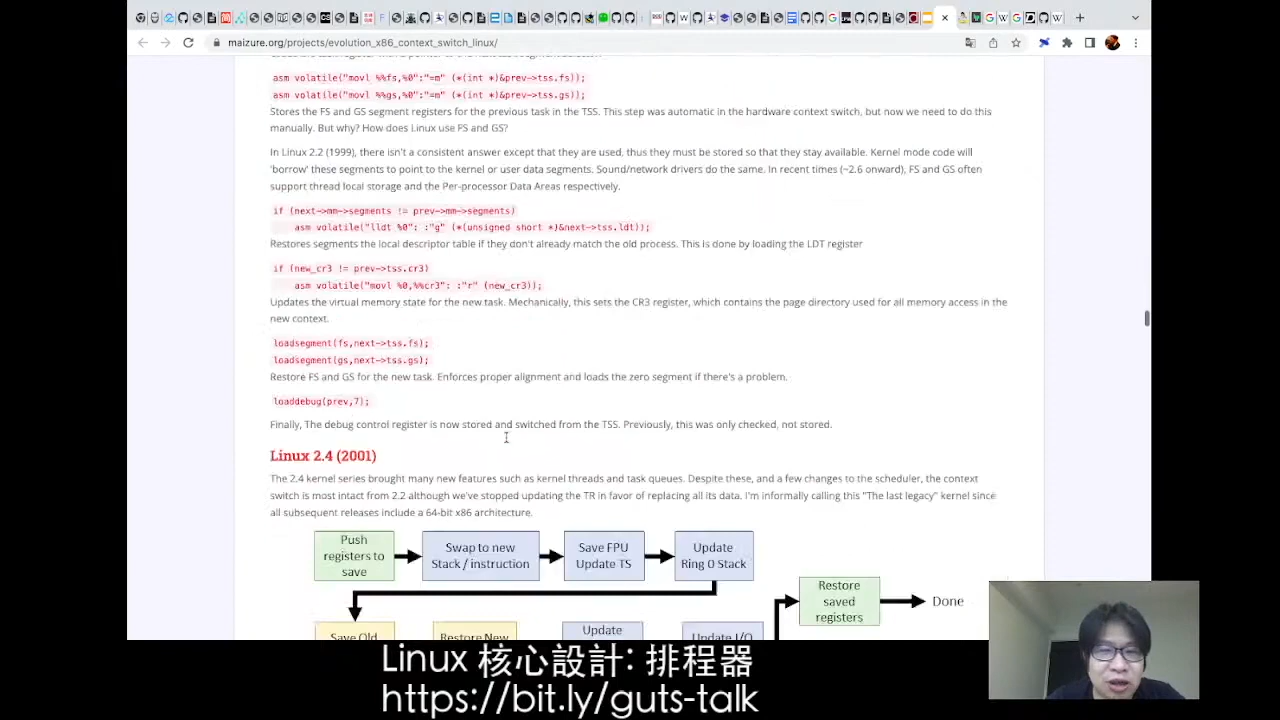 maizure.org/projects/evolution_x86_context_switch_linux/
asm volatile("movl %%fs,%0":"=m" (*(int *)&prev->tss.fs));
asm volatile("movl %%gs,%0":"=m" (*(int *)&prev->tss.gs));
Stores the FS and GS segment registers for the previous task in the TSS. This step was automatic in the hardware context switch, but now we need to do this
manually. But why? How does Linux use FS and GS?
In Linux 2.2 (1999), there isn't a consistent answer except that they are used, thus they must be stored so that they stay available. Kernel mode code will
'borrow' these segments to point to the kernel or user data segments. Sound/network drivers do the same. In recent times (~2.6 onward), FS and GS often
support thread local storage and the Per-processor Data Areas respectively.
if (next->mm->segments != prev->mm->segments)
asm volatile("lldt %0": :"g" (*(unsigned short *)&next->tss.ldt));
Restores segments the local descriptor table if they don't already match the old process. This is done by loading the LDT register
if (new_cr3 != prev->tss.cr3)
asm volatile("movl %0,%%cr3": :"r" (new_cr3));
Updates the virtual memory state for the new task. Mechanically, this sets the CR3 register, which contains the page directory used for all memory access in the
new context.
loadsegment(fs,next->tss.fs);
loadsegment(gs,next->tss.gs);
Restore FS and GS for the new task. Enforces proper alignment and loads the zero segment if there's a problem.
loaddebug(prev,7);
Finally, The debug control register is now stored and switched from the TSS. Previously, this was only checked, not stored.
Linux 2.4 (2001)
The 2.4 kernel series brought many new features such as kernel threads and task queues. Despite these, and a few changes to the scheduler, the context
switch is most intact from 2.2 although we've stopped updating the TR in favor of replacing all its data. I'm informally calling this "The last legacy" kernel since
all subsequent releases include a 64-bit x86 architecture.
Push
registers to
save
Swap to new
Stack / instruction
Save FPU
Update TS
Update
Ring 0 Stack
Restore
saved
registers
Done
Save Old
Restore New
Update
Update I/O
Linux 核心設計: 排程器
https://bit.ly/guts-talk